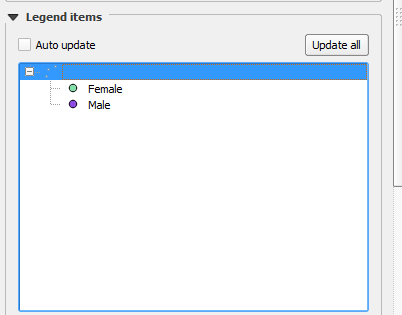 Legend items
Auto update
Update all
Female
Male